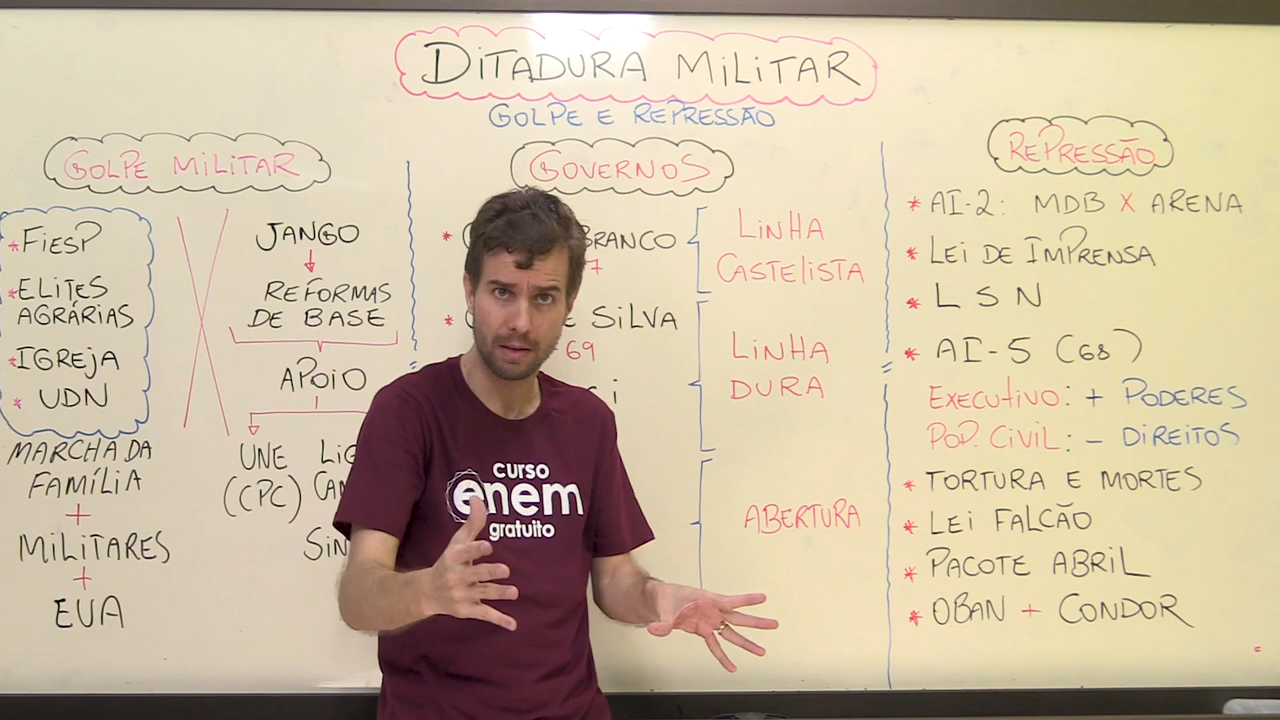 DITADURA MILITAR
GOLPE E REPRESSÃO
GOLPE MILITAR
* FIESP
* ELITES
AGRÁRIAS
* IGREJA
* UDN
MARCHA DA
FAMÍLIA
+
MILITARES
+
EUA
X
JANGO
REFORMAS
DE BASE
APOIO
UNE
(CPC)
GOVERNOS
* BRANCO
7
* SILVA
69
LINHA
CASTELISTA
LINHA
DURA
ABERTURA
REPRESSÃO
* AI-2: MDB X ARENA
* LEI DE IMPRENSA
* L S N
* AI-5 (68)
EXECUTIVO: + PODERES
POP. CIVIL: - DIREITOS
* TORTURA E MORTES
* LEI FALCÃO
* PACOTE ABRIL
* OBAN + CONDOR
curso
enem
gratuito